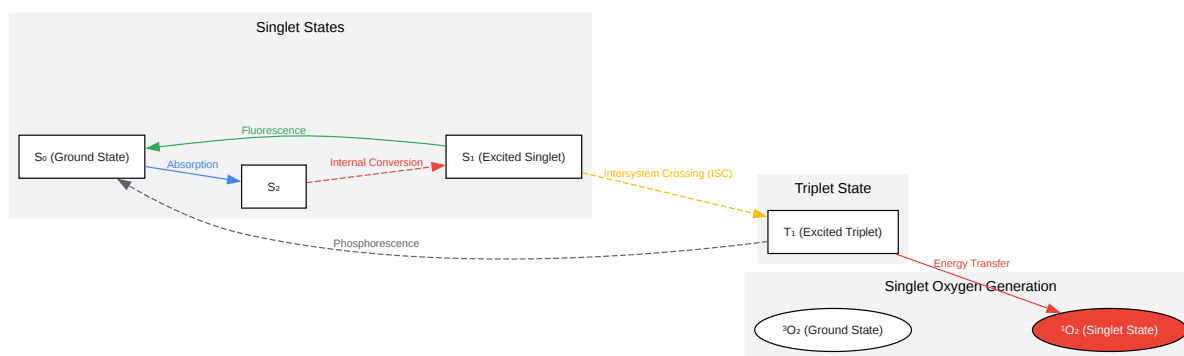 Singlet States
Fluorescence
S₀ (Ground State)
Absorption
S₂
Internal Conversion
S₁ (Excited Singlet)
Intersystem Crossing (ISC)
Triplet State
T₁ (Excited Triplet)
Phosphorescence
Energy Transfer
Singlet Oxygen Generation
³O₂ (Ground State)
¹O₂ (Singlet State)